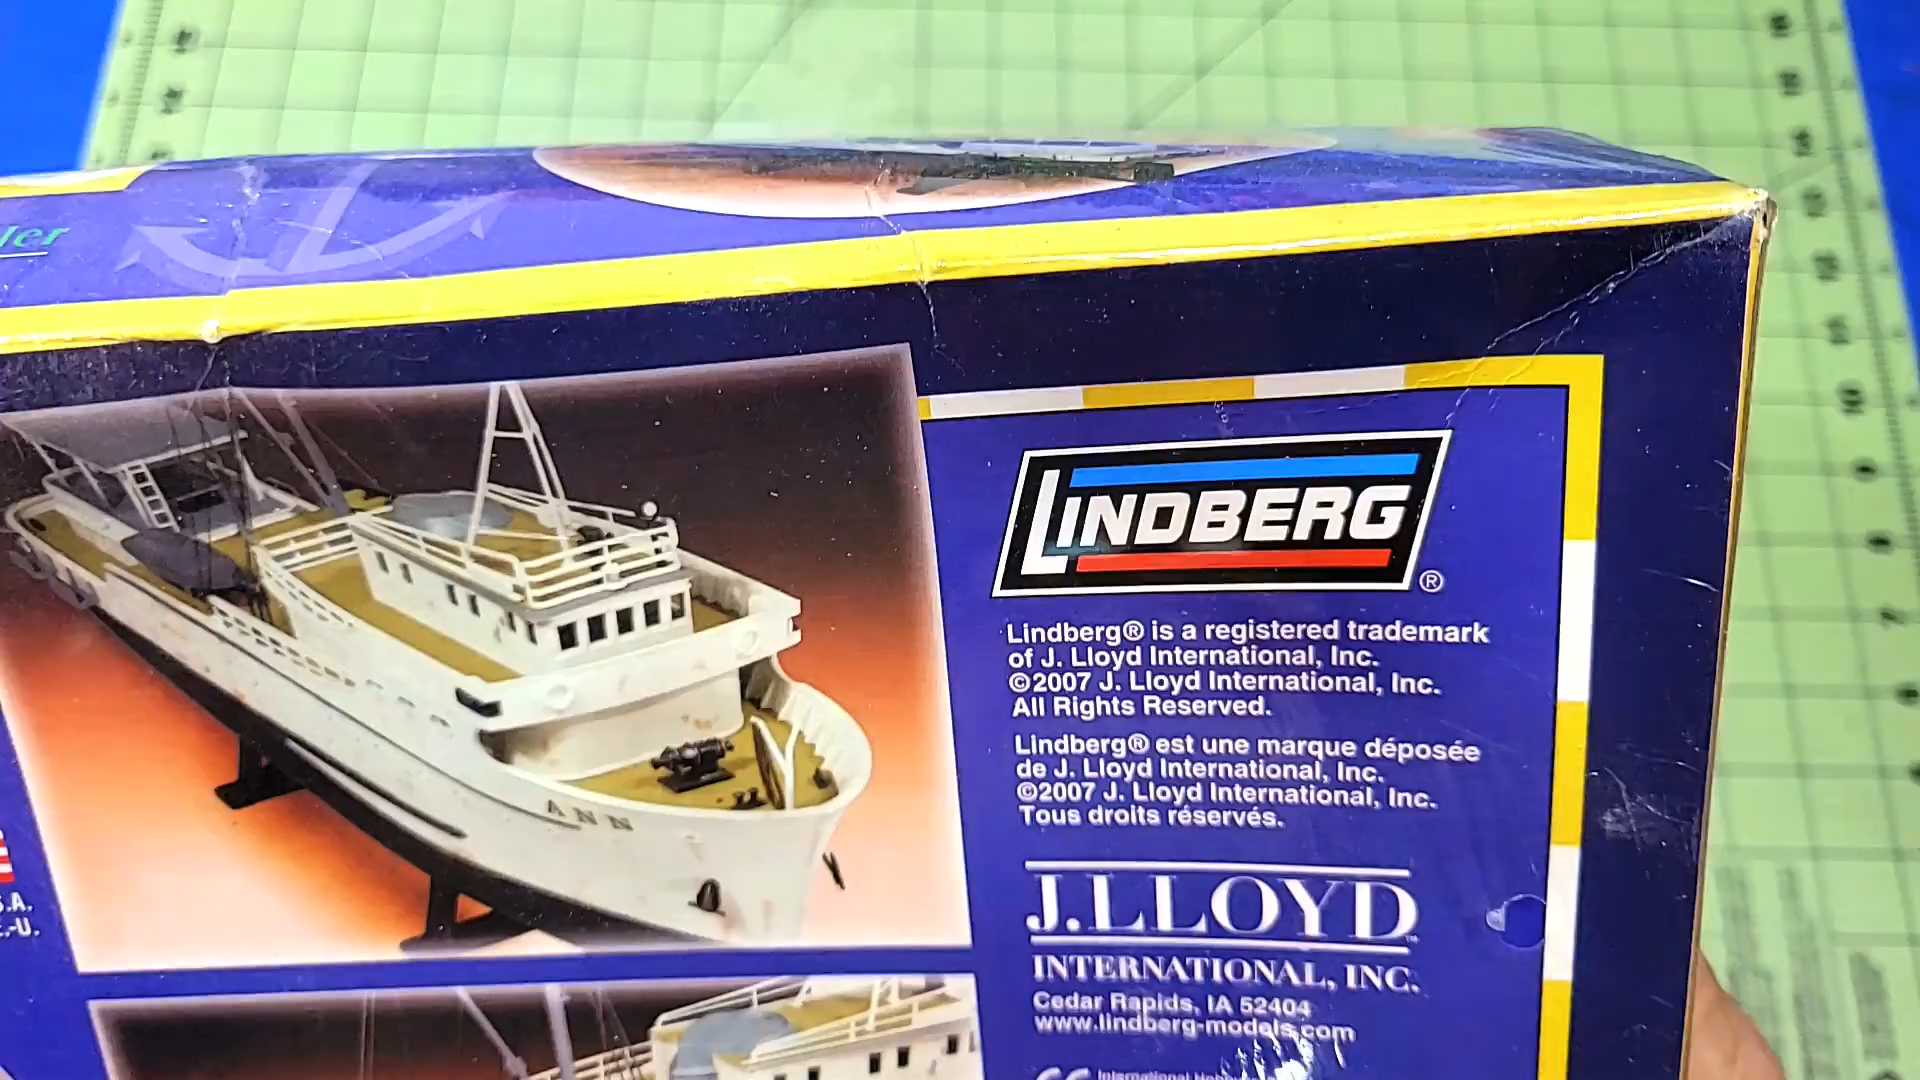 ler
ANN
.A.
.-U.
LINDBERG®
Lindberg® is a registered trademark
of J. Lloyd International, Inc.
©2007 J. Lloyd International, Inc.
All Rights Reserved.
Lindberg® est une marque déposée
de J. Lloyd International, Inc.
©2007 J. Lloyd International, Inc.
Tous droits réservés.
J.LLOYD
INTERNATIONAL, INC.
Cedar Rapids, IA 52404
www.lindberg-models.com
International